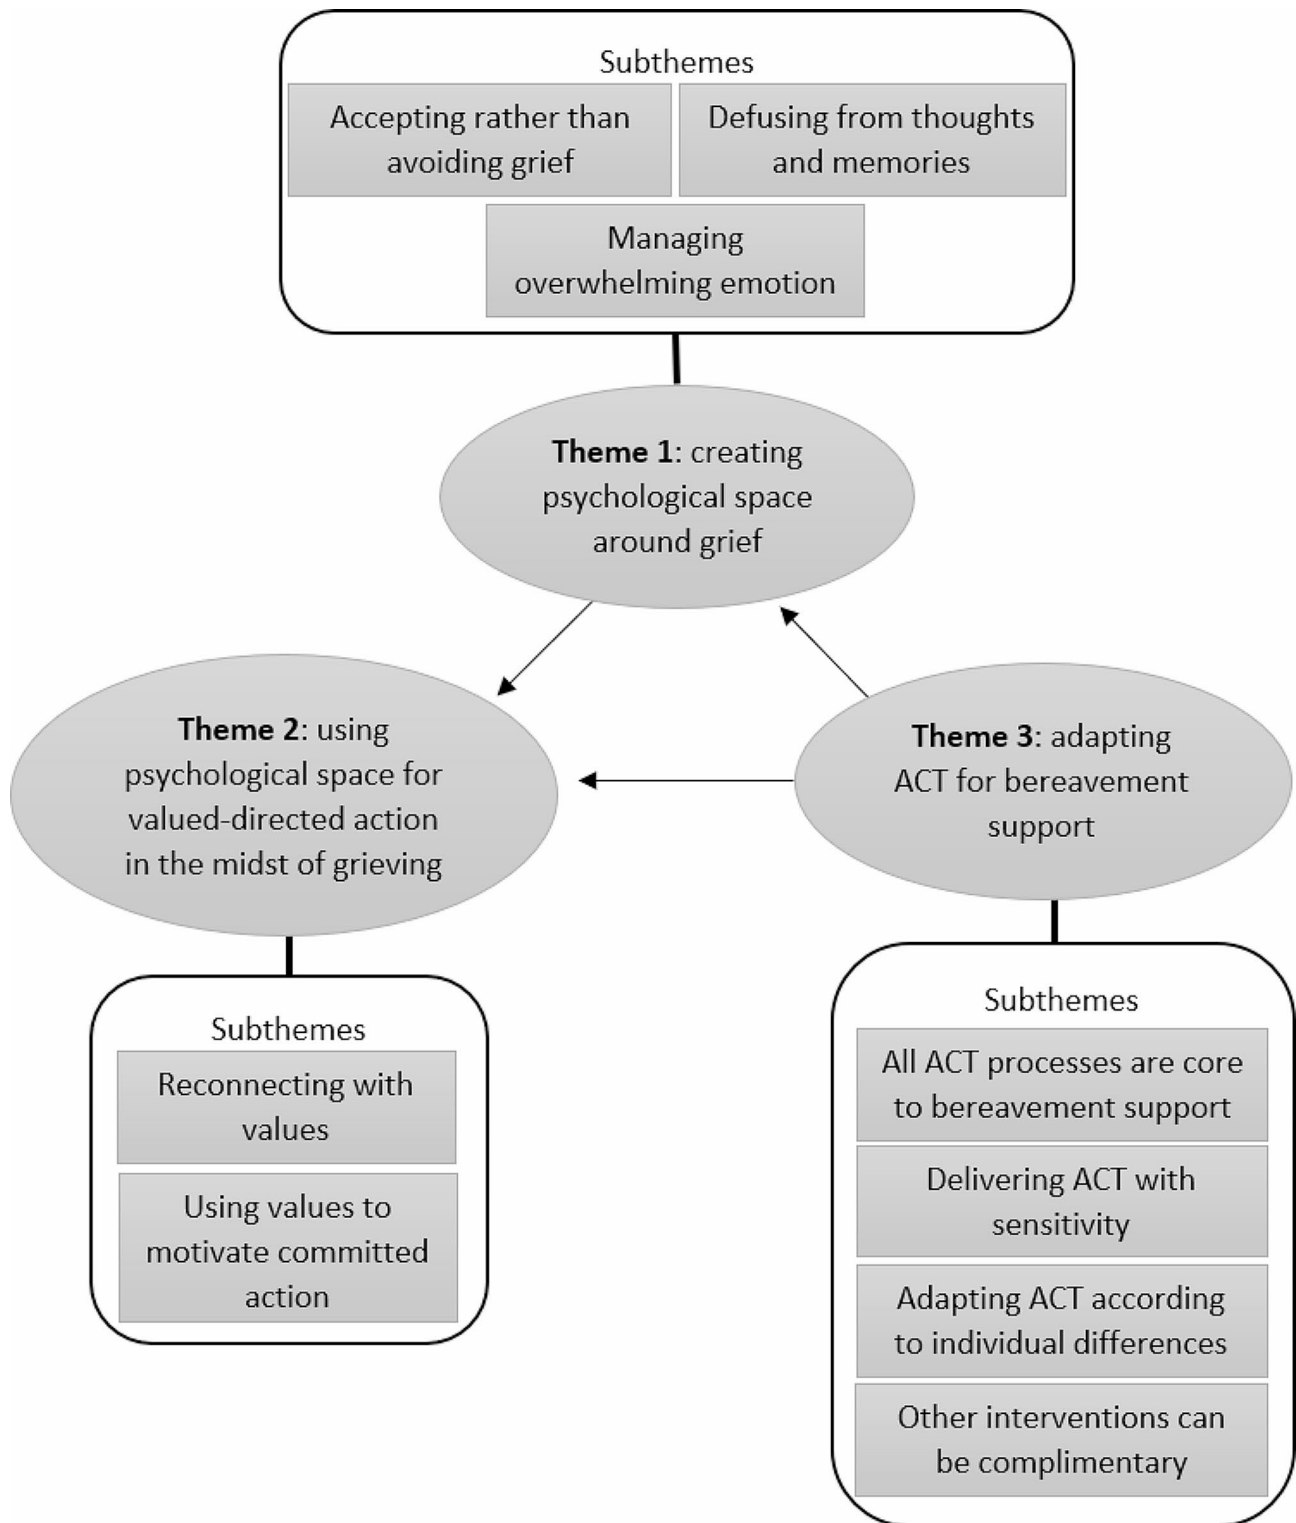 Subthemes
Accepting rather than
avoiding grief
Defusing from thoughts
and memories
Managing
overwhelming emotion
Theme 1: creating
psychological space
around grief
Theme 2: using
psychological space for
valued-directed action
in the midst of grieving
Subthemes
Reconnecting with
values
Using values to
motivate committed
action
Theme 3: adapting
ACT for bereavement
support
Subthemes
All ACT processes are core
to bereavement support
Delivering ACT with
sensitivity
Adapting ACT according
to individual differences
Other interventions can
be complimentary